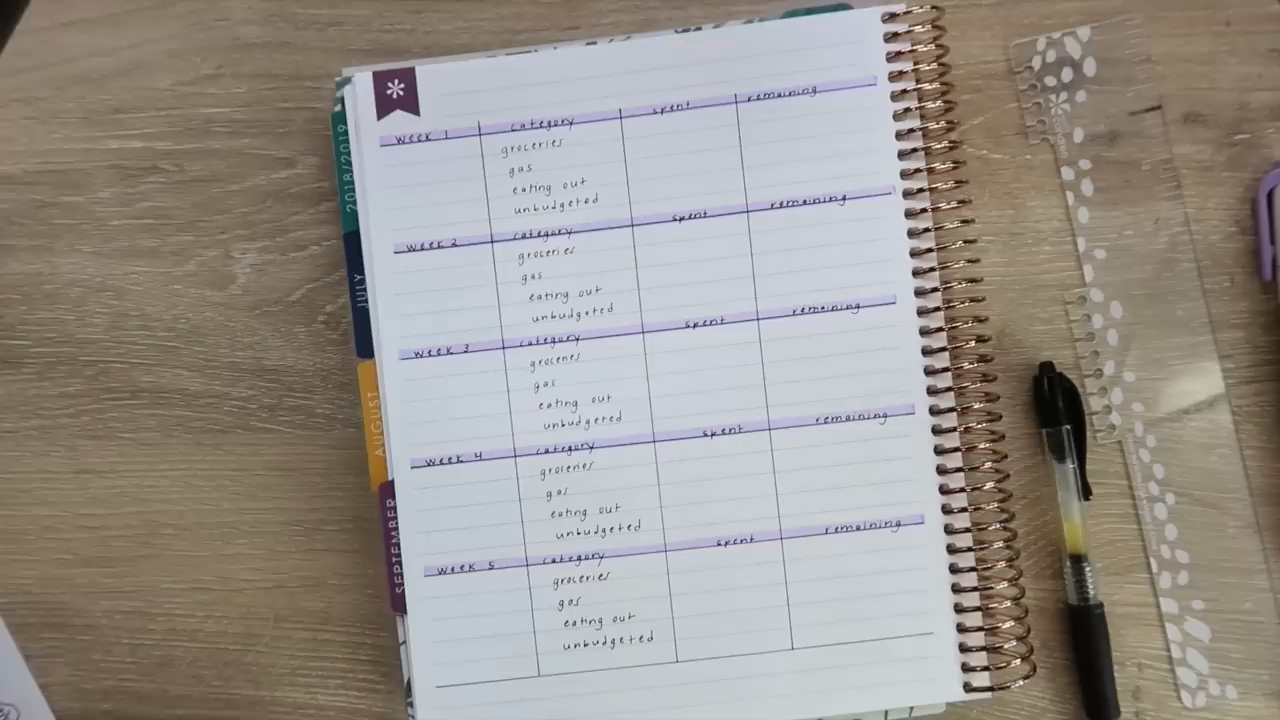 2018/2019
JULY
AUGUST
SEPTEMBER
week 1 category spent remaining
groceries
gas
eating out
unbudgeted
week 2 category spent remaining
groceries
gas
eating out
unbudgeted
week 3 category spent remaining
groceries
gas
eating out
unbudgeted
week 4 category spent remaining
groceries
gas
eating out
unbudgeted
week 5 category spent remaining
groceries
gas
eating out
unbudgeted